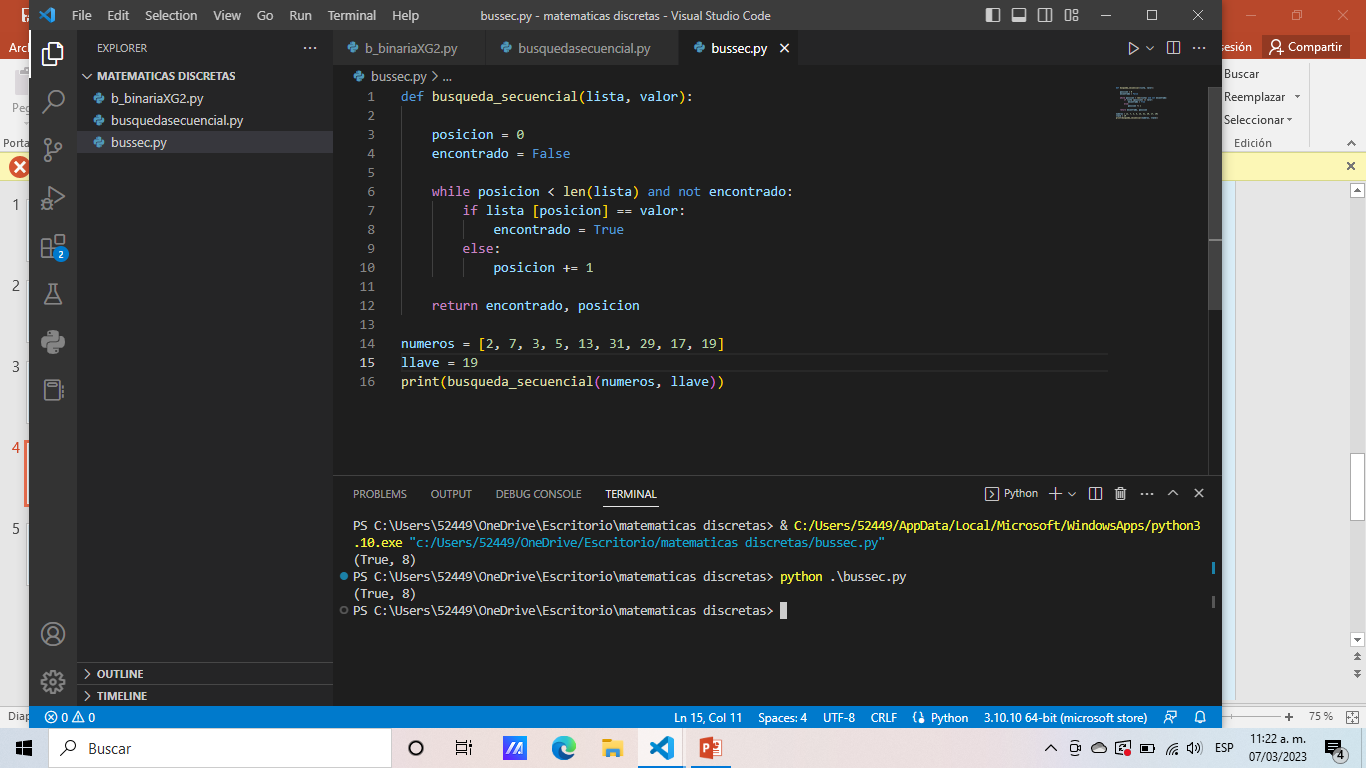 File Edit Selection View Go Run Terminal Help bussec.py - matematicas discretas - Visual Studio Code
sesión Compartir
EXPLORER
b_binariaXG2.py busquedasecuencial.py bussec.py
Buscar
Reemplazar
Seleccionar
Edición
MATEMATICAS DISCRETAS
b_binariaXG2.py
busquedasecuencial.py
bussec.py
bussec.py > ...
1 def busqueda_secuencial(lista, valor):
2
3 posicion = 0
4 encontrado = False
5
6 while posicion < len(lista) and not encontrado:
7 if lista [posicion] == valor:
8 encontrado = True
9 else:
10 posicion += 1
11
12 return encontrado, posicion
13
14 numeros = [2, 7, 3, 5, 13, 31, 29, 17, 19]
15 llave = 19
16 print(busqueda_secuencial(numeros, llave))
1
2
3
4
5
2
PROBLEMS OUTPUT DEBUG CONSOLE TERMINAL Python
PS C:\Users\52449\OneDrive\Escritorio\matematicas discretas> & C:/Users/52449/AppData/Local/Microsoft/WindowsApps/python3
.10.exe "c:/Users/52449/OneDrive/Escritorio/matematicas discretas/bussec.py"
(True, 8)
PS C:\Users\52449\OneDrive\Escritorio\matematicas discretas> python .\bussec.py
(True, 8)
PS C:\Users\52449\OneDrive\Escritorio\matematicas discretas>
OUTLINE
TIMELINE
0 0 Ln 15, Col 11 Spaces: 4 UTF-8 CRLF Python 3.10.10 64-bit (microsoft store)
75 %
Buscar
ESP
11:22 a. m.
07/03/2023
4